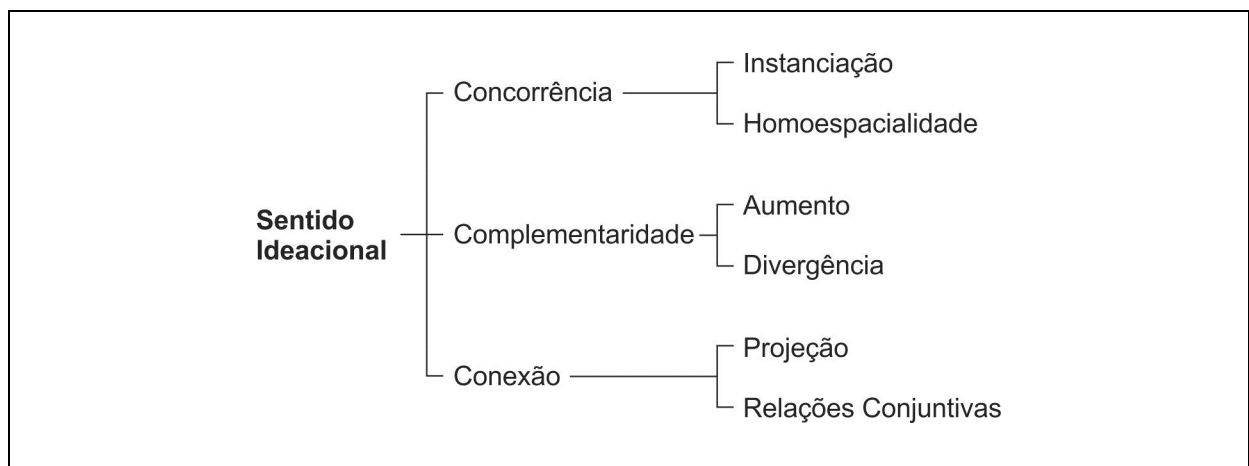 Sentido
Ideacional
Concorrência
Instanciação
Homoespacialidade
Complementaridade
Aumento
Divergência
Conexão
Projeção
Relações Conjuntivas